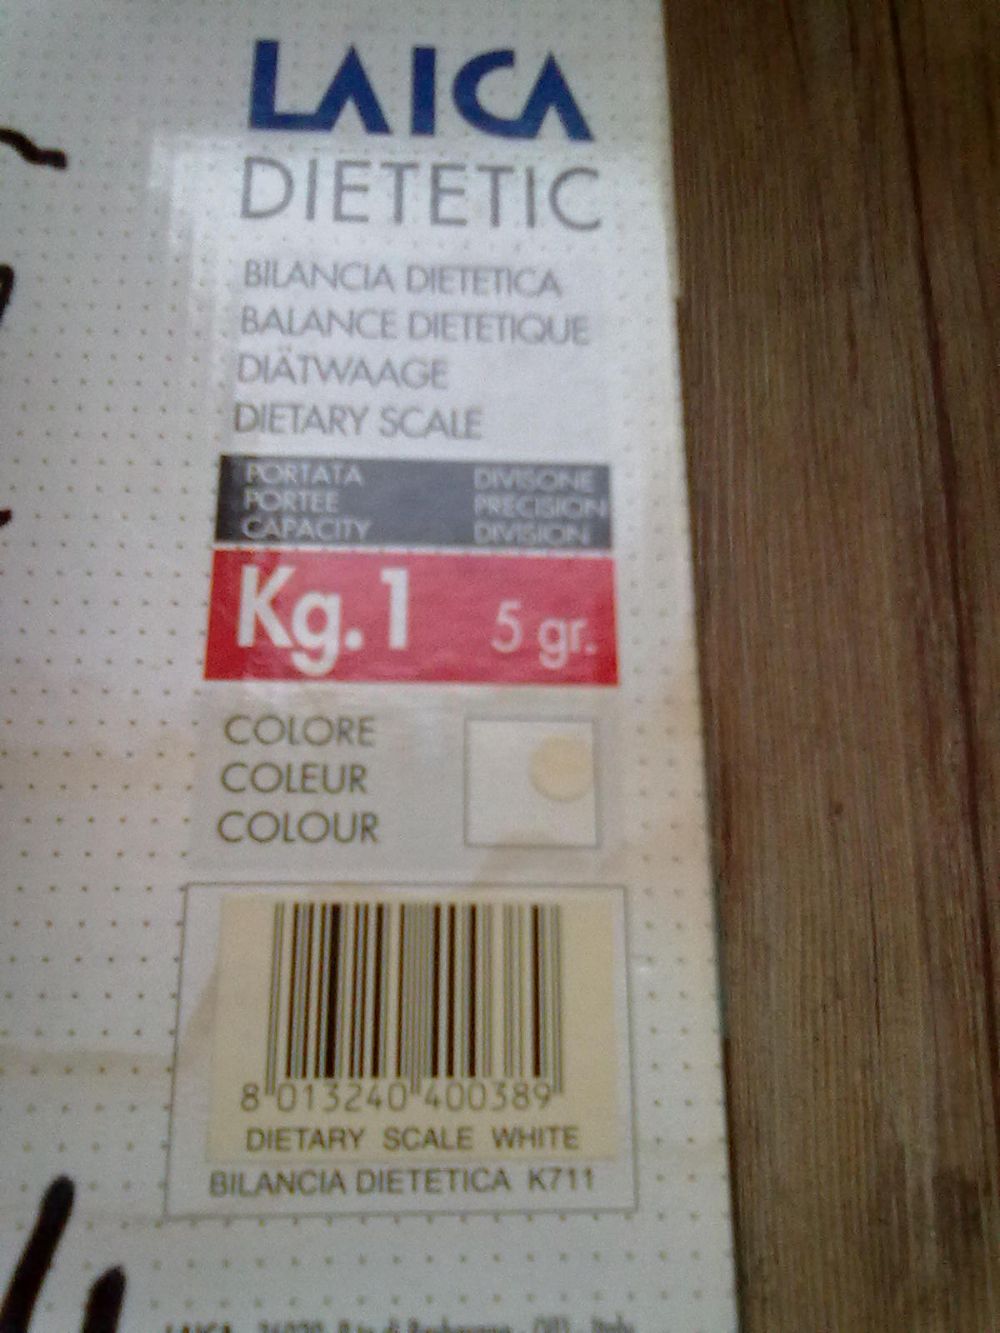 LAICA
DIETETIC
BILANCIA DIETETICA
BALANCE DIETETIQUE
DIÄTWAAGE
DIETARY SCALE
PORTATA DIVISONE
PORTEE PRECISION
CAPACITY DIVISION
Kg.1 5 gr.
COLORE
COLEUR
COLOUR
8 013240 400389
DIETARY SCALE WHITE
BILANCIA DIETETICA K711